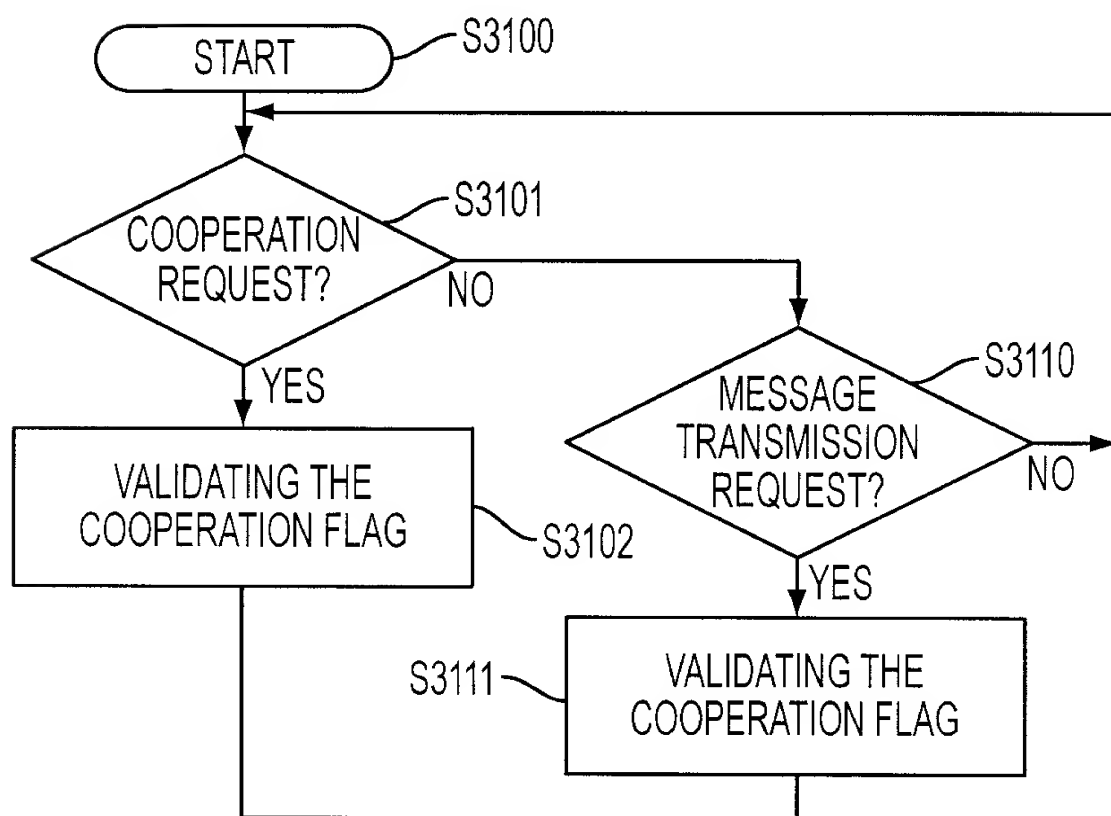 START
S3100
COOPERATION
REQUEST?
S3101
NO
YES
MESSAGE
TRANSMISSION
REQUEST?
S3110
NO
YES
VALIDATING THE
COOPERATION FLAG
S3102
S3111
VALIDATING THE
COOPERATION FLAG